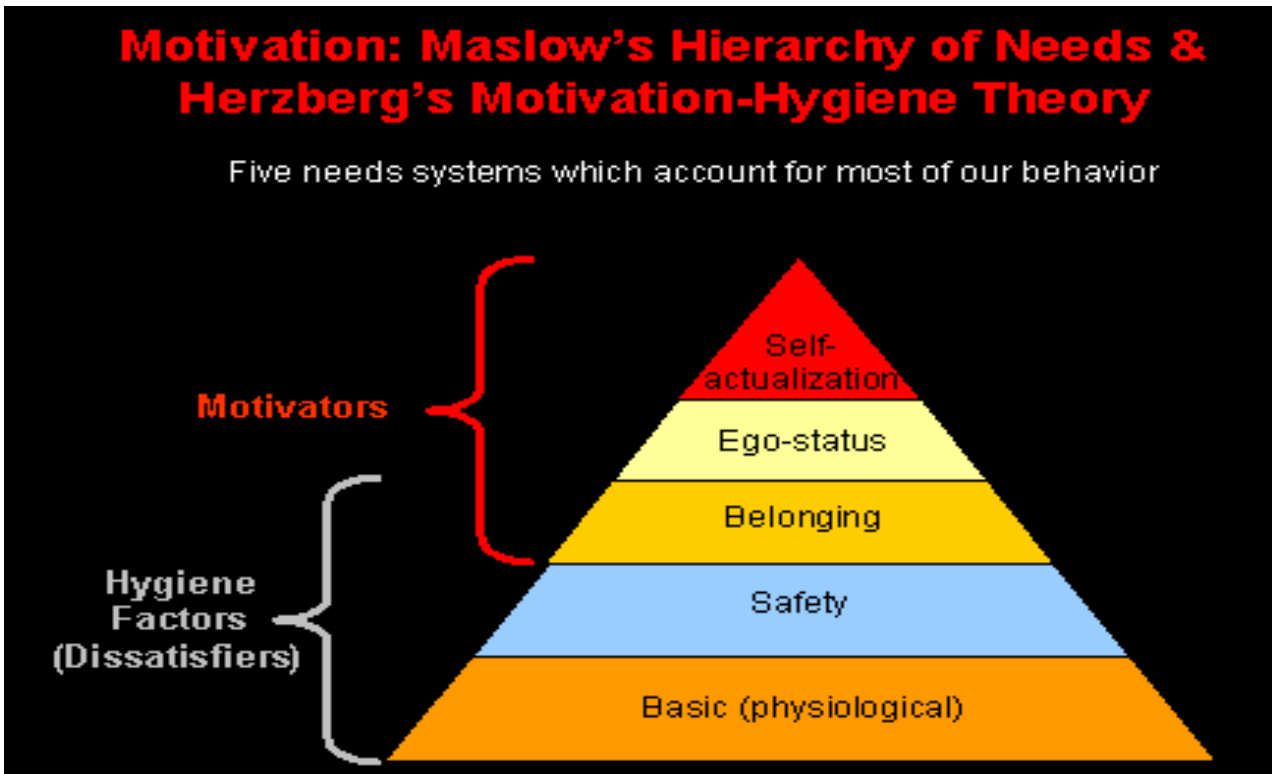 Motivation: Maslow's Hierarchy of Needs &
Herzberg's Motivation-Hygiene Theory
Five needs systems which account for most of our behavior
Self-
actualization
Motivators
Ego-status
Belonging
Hygiene
Factors
(Dissatisfiers)
Safety
Basic (physiological)